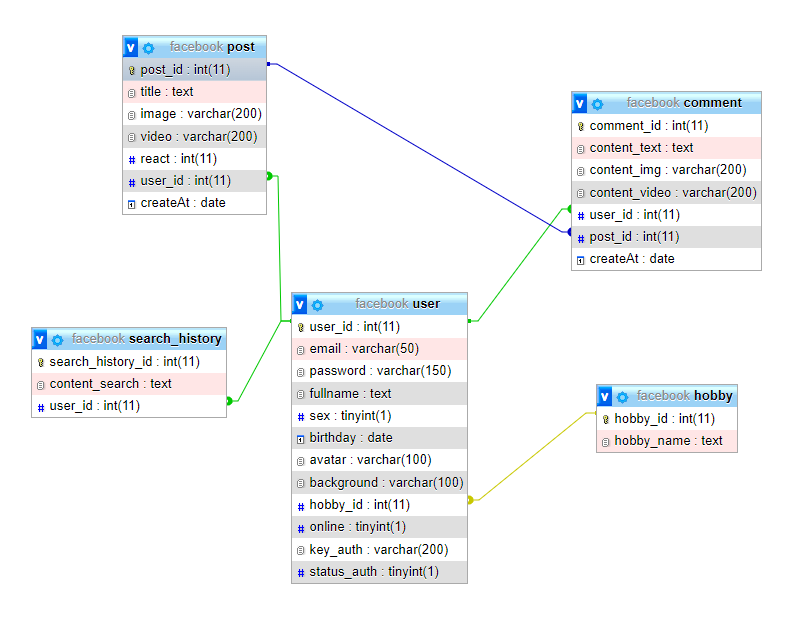 facebook post
post_id : int(11)
title : text
image : varchar(200)
video : varchar(200)
react : int(11)
user_id : int(11)
createAt : date
facebook comment
comment_id : int(11)
content_text : text
content_img : varchar(200)
content_video : varchar(200)
user_id : int(11)
post_id : int(11)
createAt : date
facebook user
user_id : int(11)
email : varchar(50)
password : varchar(150)
fullname : text
sex : tinyint(1)
birthday : date
avatar : varchar(100)
background : varchar(100)
hobby_id : int(11)
online : tinyint(1)
key_auth : varchar(200)
status_auth : tinyint(1)
facebook search_history
search_history_id : int(11)
content_search : text
user_id : int(11)
facebook hobby
hobby_id : int(11)
hobby_name : text